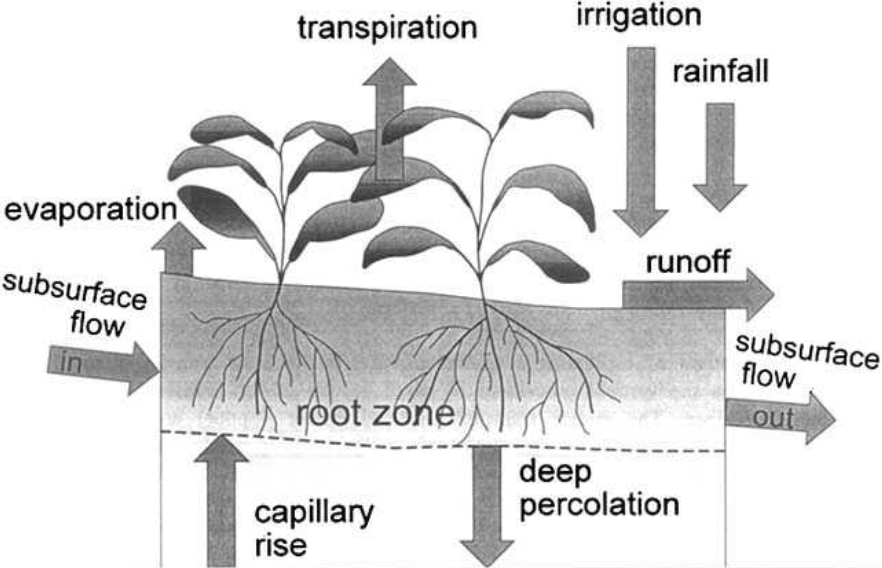 transpiration
irrigation
rainfall
evaporation
runoff
subsurface
flow
in
subsurface
flow
out
root zone
deep
percolation
capillary
rise